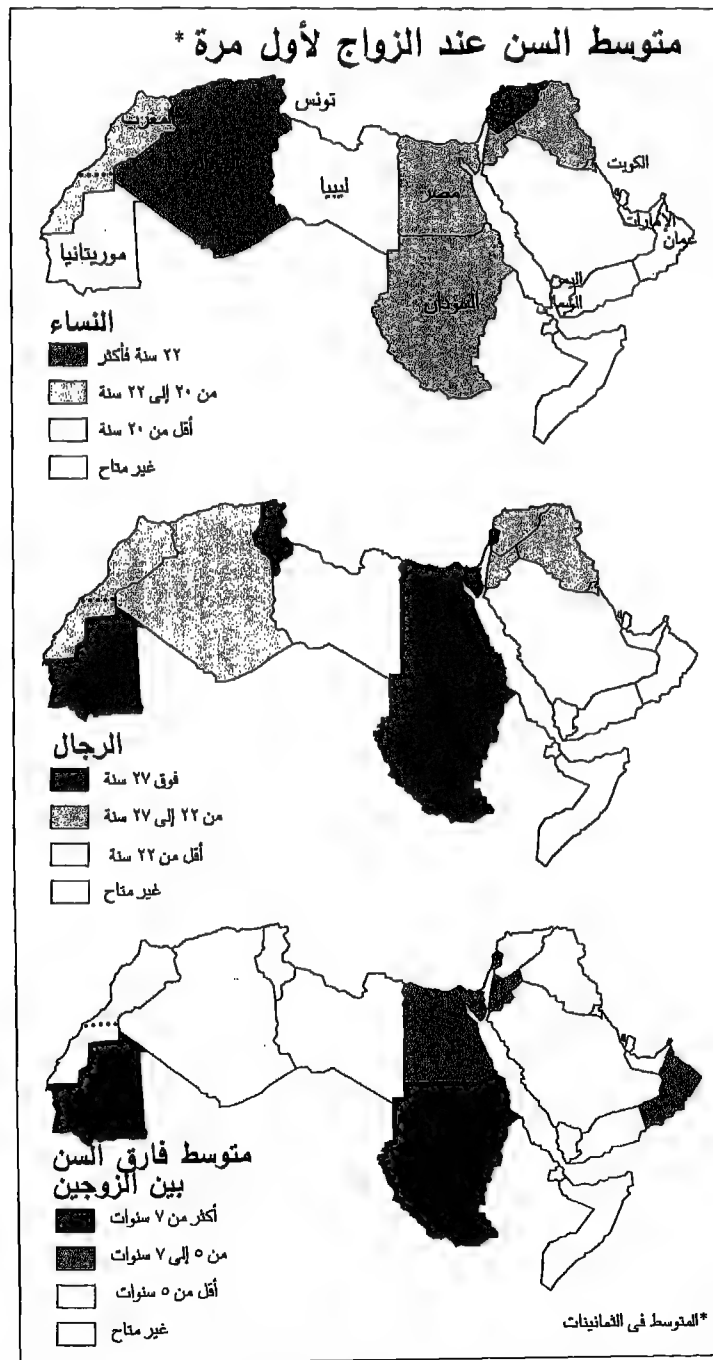 متوسط السن عند الزواج لأول مرة *
تونس
المغرب
الكويت
ليبيا
مصر
الإمارات
عمان
موريتانيا
اليمن
السودان
النساء
٢٢ سنة فأكثر
من ٢٠ إلى ٢٢ سنة
أقل من ٢٠ سنة
غير متاح
الرجال
فوق ٢٧ سنة
من ٢٢ إلى ٢٧ سنة
أقل من ٢٢ سنة
غير متاح
متوسط فارق السن
بين الزوجين
أكثر من ٧ سنوات
من ٥ إلى ٧ سنوات
أقل من ٥ سنوات
غير متاح
*المتوسط فى الثمانينات